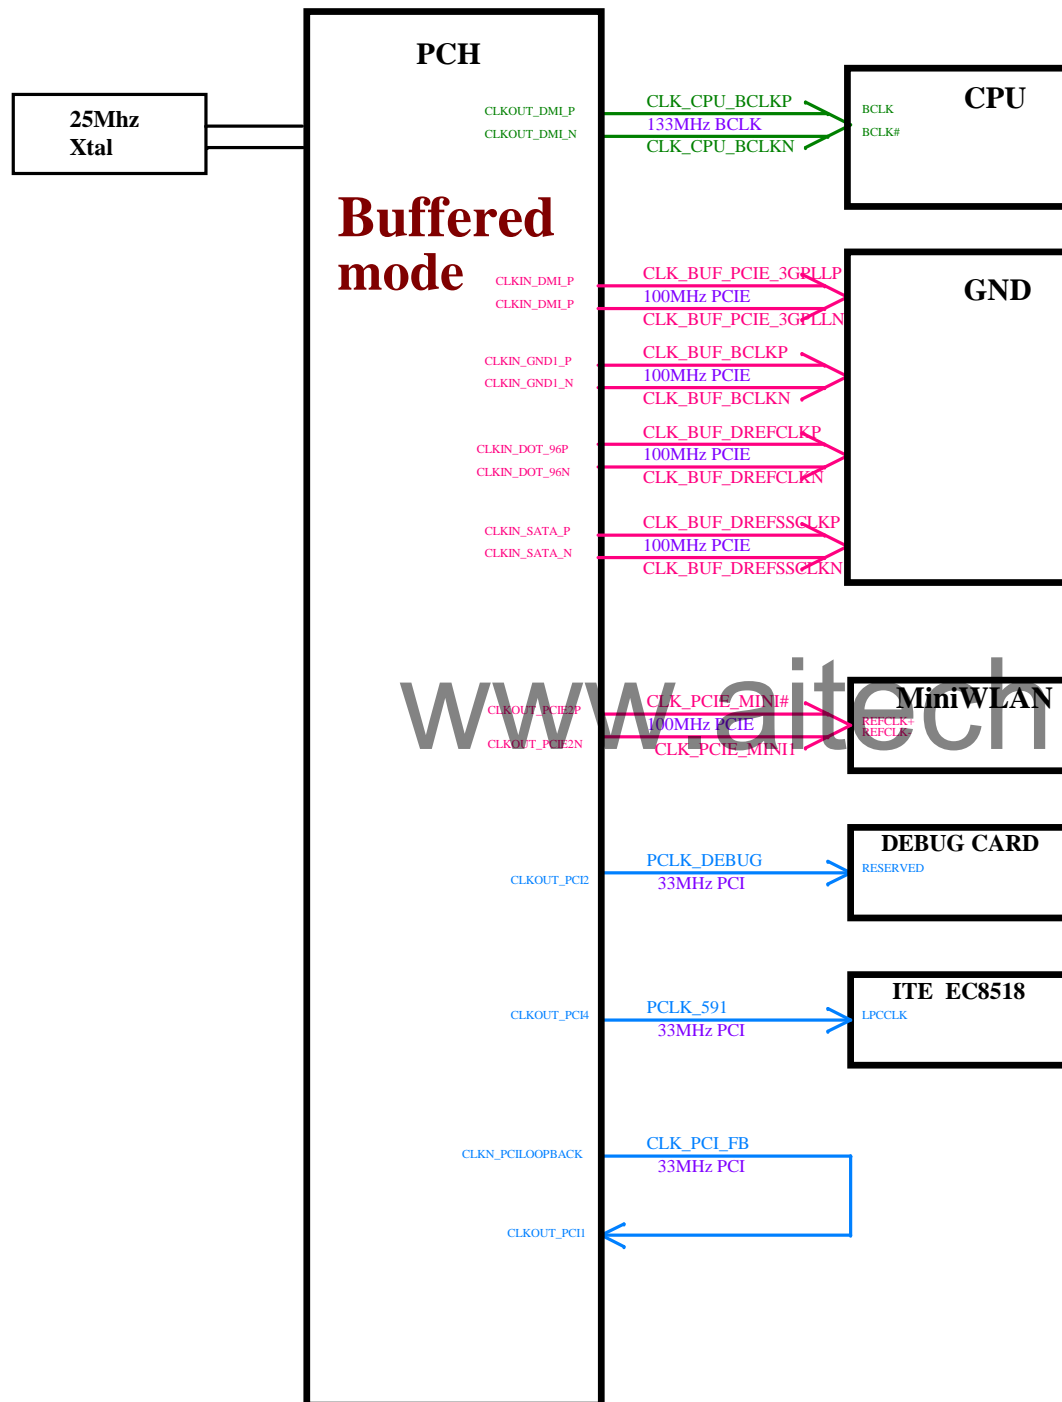 PCH
25Mhz
Xtal
CLKOUT_DMI_P
CLKOUT_DMI_N
CLK_CPU_BCLKP
133MHz BCLK
CLK_CPU_BCLKN
CPU
BCLK
BCLK#
Buffered
mode
CLKIN_DMI_P
CLKIN_DMI_P
CLK_BUF_PCIE_3GPLLP
100MHz PCIE
CLK_BUF_PCIE_3GPLLN
GND
CLKIN_GND1_P
CLKIN_GND1_N
CLK_BUF_BCLKP
100MHz PCIE
CLK_BUF_BCLKN
CLKIN_DOT_96P
CLKIN_DOT_96N
CLK_BUF_DREFCLKP
100MHz PCIE
CLK_BUF_DREFCLKN
CLKIN_SATA_P
CLKIN_SATA_N
CLK_BUF_DREFSSCLKP
100MHz PCIE
CLK_BUF_DREFSSCLKN
www.aitech
CLKOUT_PCIE2P
CLKOUT_PCIE2N
CLK_PCIE_MINI#
100MHz PCIE
CLK_PCIE_MINI1
MiniWLAN
REFCLK+
REFCLK-
CLKOUT_PCI2
PCLK_DEBUG
33MHz PCI
DEBUG CARD
RESERVED
CLKOUT_PCI4
PCLK_591
33MHz PCI
ITE EC8518
LPCCLK
CLKN_PCILOOPBACK
CLK_PCI_FB
33MHz PCI
CLKOUT_PCI1